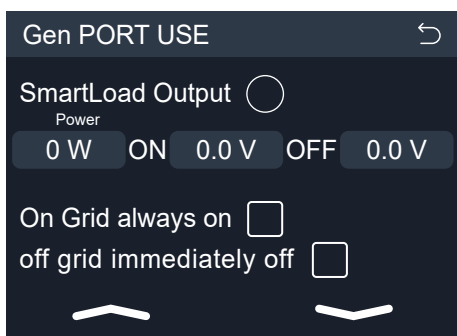 Gen PORT USE
SmartLoad Output
Power
0 W ON 0.0 V OFF 0.0 V
On Grid always on
off grid immediately off